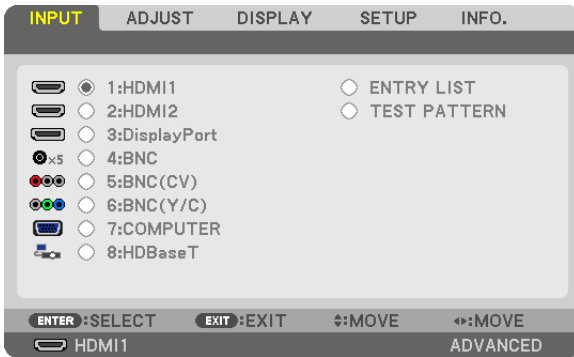 INPUT ADJUST DISPLAY SETUP INFO.
1:HDMI1
2:HDMI2
3:DisplayPort
×5 4:BNC
5:BNC(CV)
6:BNC(Y/C)
7:COMPUTER
8:HDBaseT
ENTRY LIST
TEST PATTERN
ENTER:SELECT EXIT:EXIT :MOVE :MOVE
HDMI1 ADVANCED